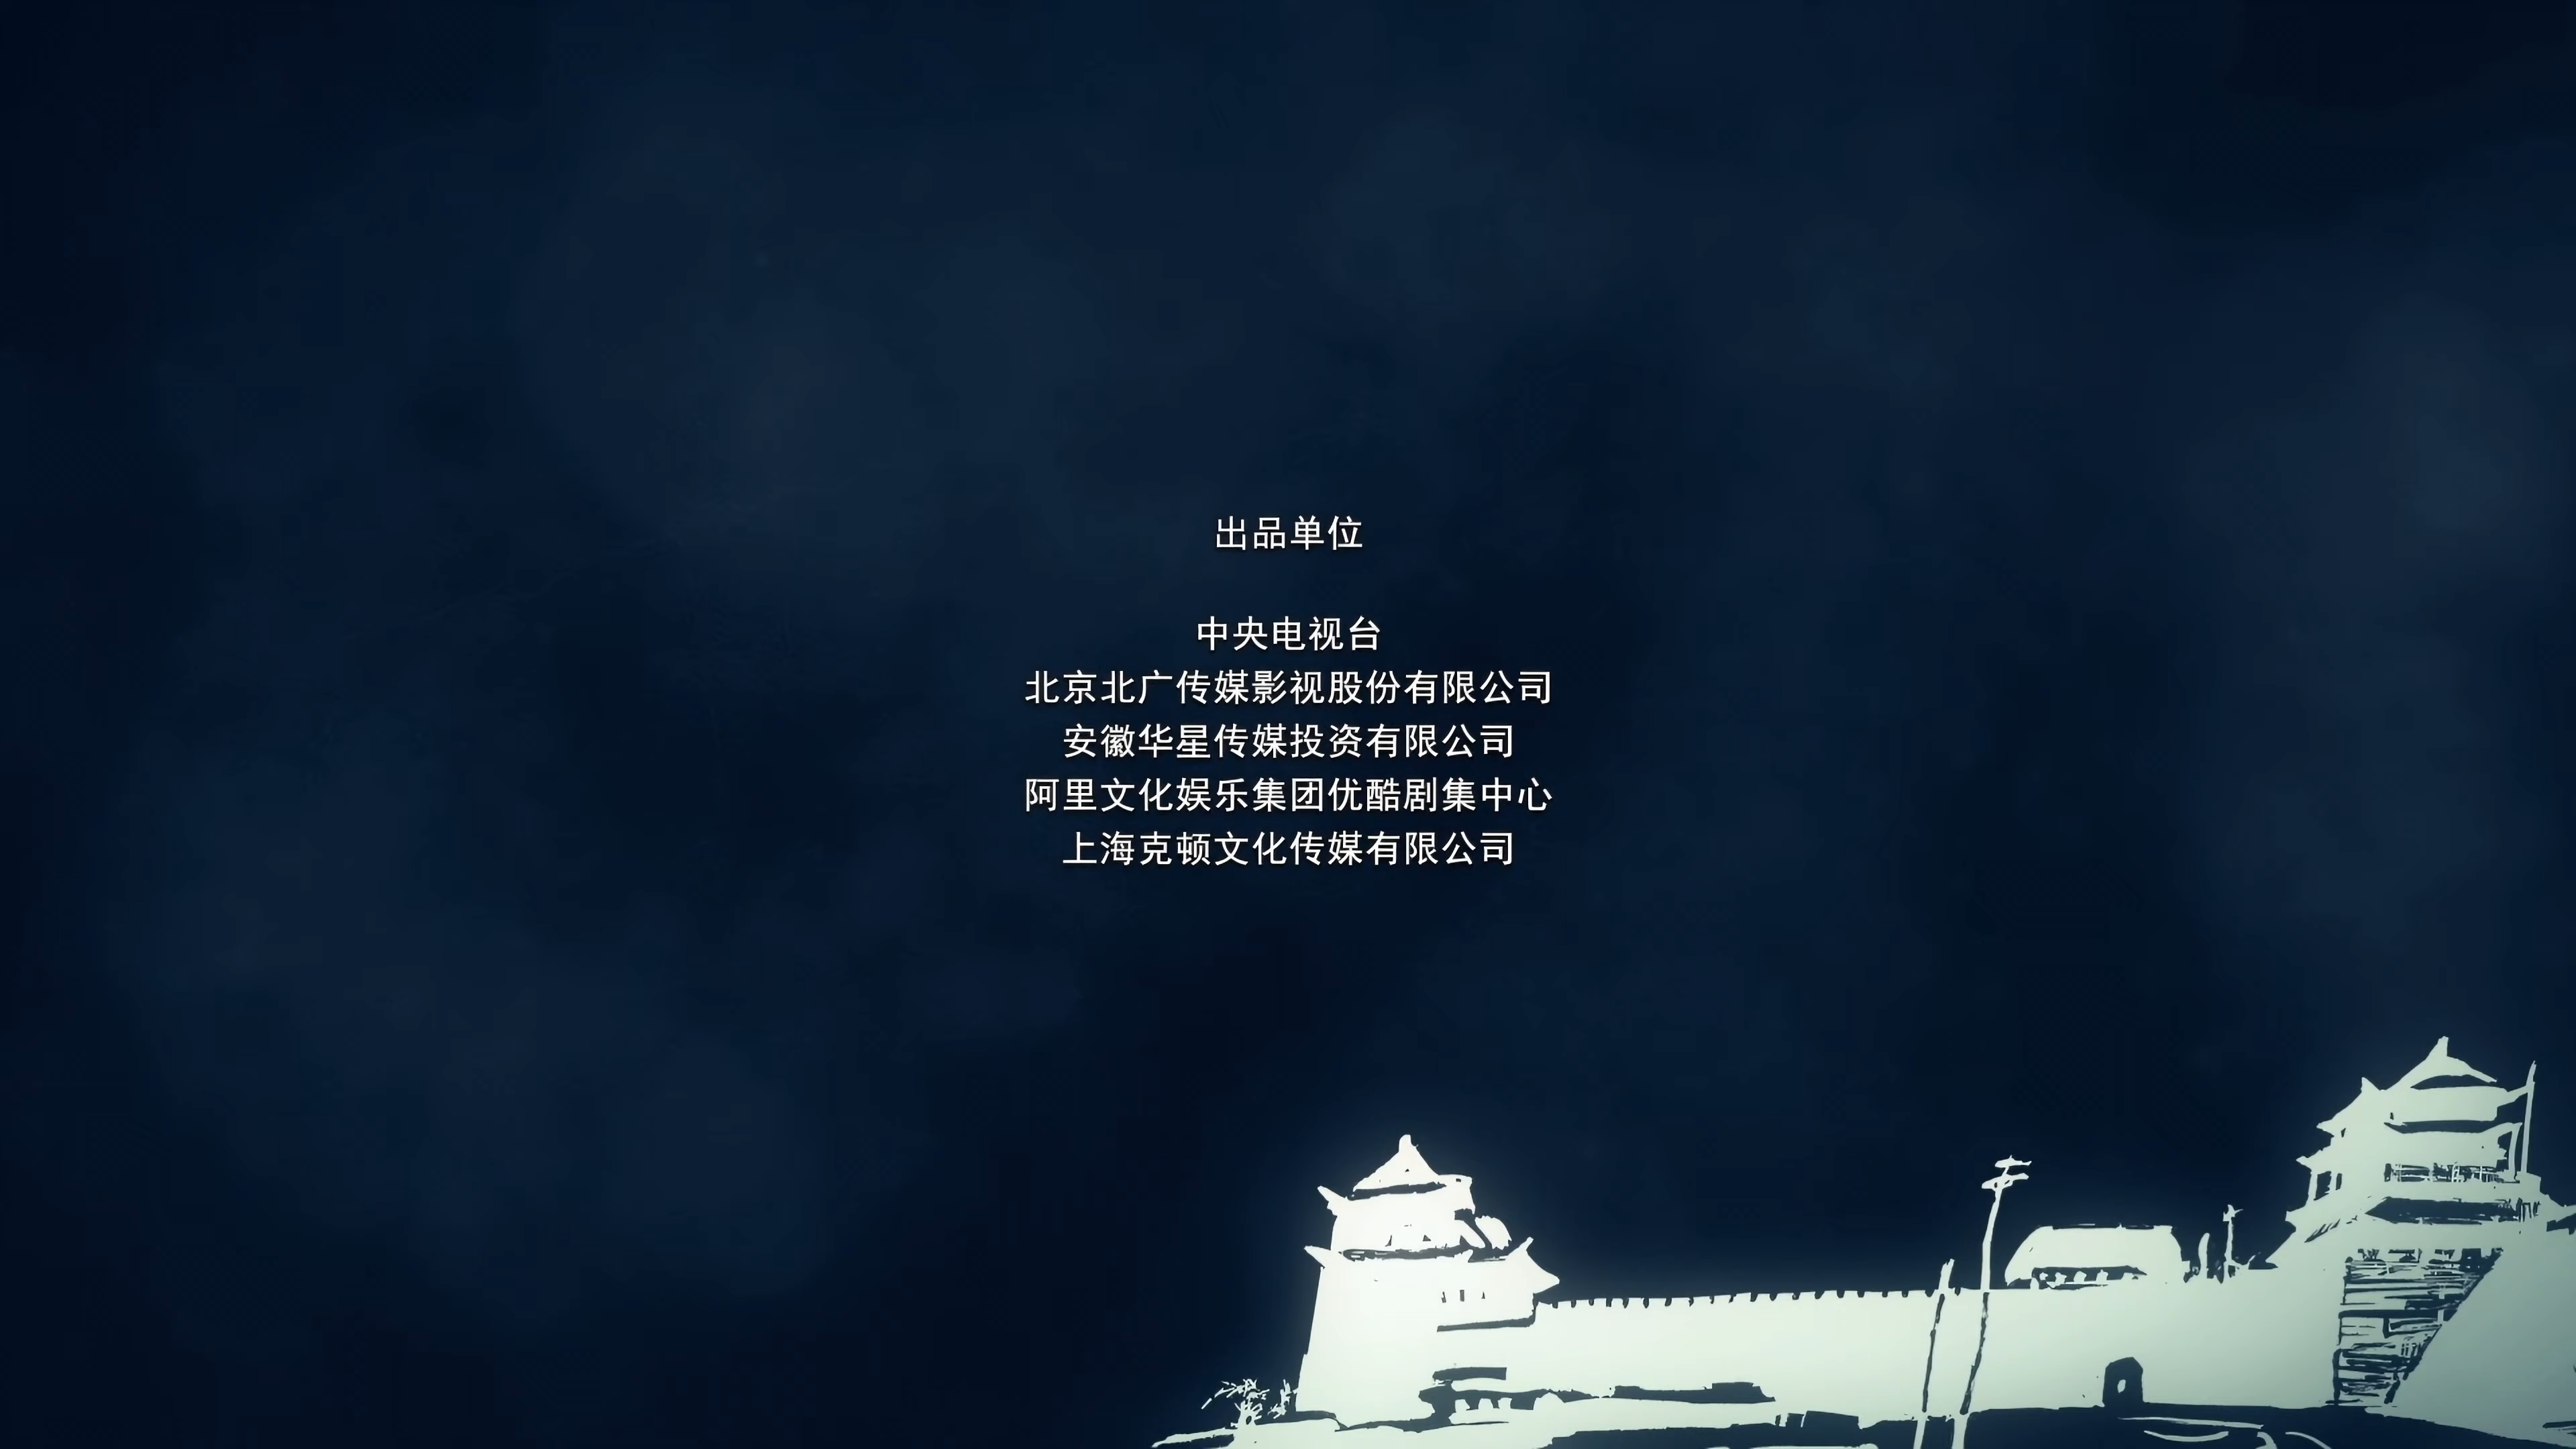 出品单位
中央电视台
北京北广传媒影视股份有限公司
安徽华星传媒投资有限公司
阿里文化娱乐集团优酷剧集中心
上海克顿文化传媒有限公司